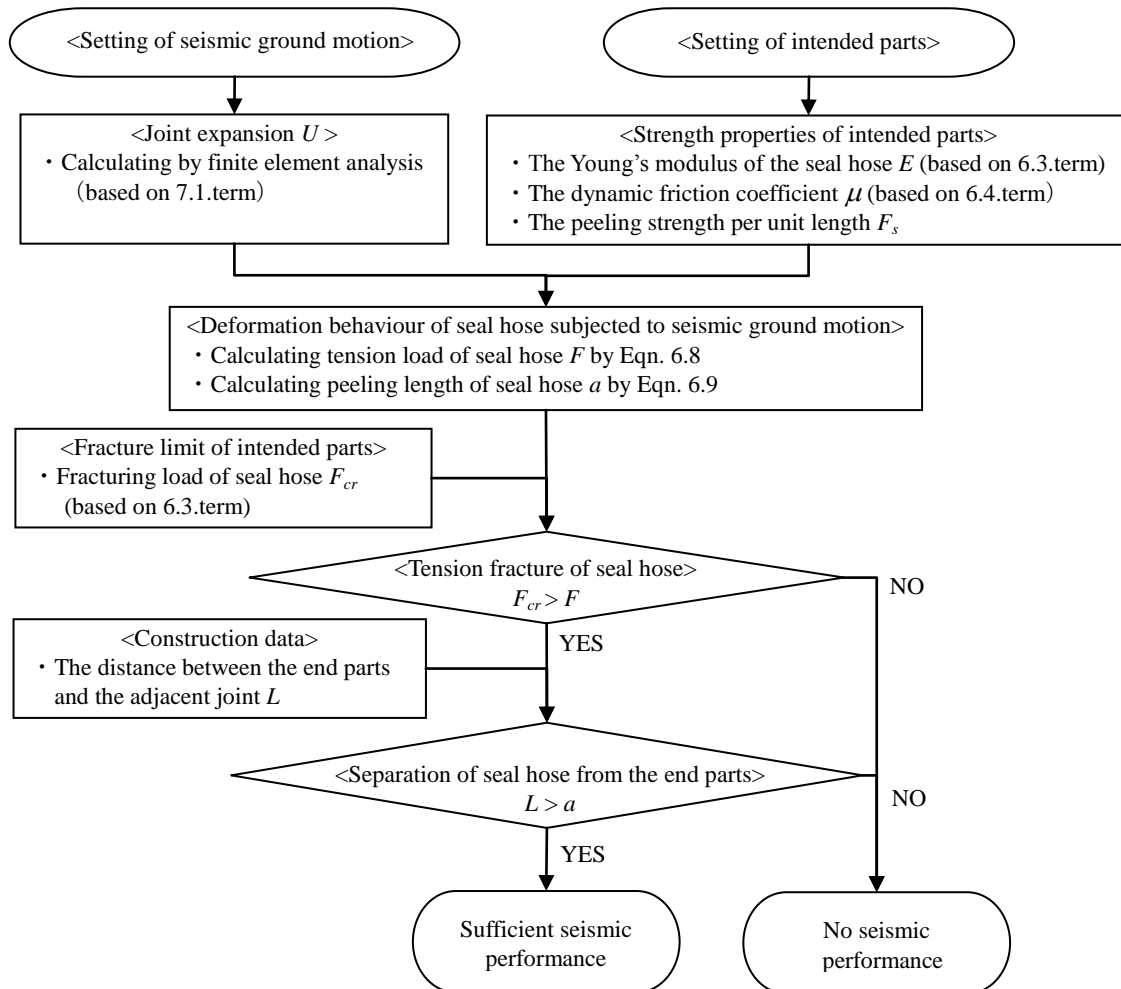 <Setting of seismic ground motion>
<Setting of intended parts>
<Joint expansion U >
・Calculating by finite element analysis
（based on 7.1.term）
<Strength properties of intended parts>
・The Young's modulus of the seal hose E (based on 6.3.term)
・The dynamic friction coefficient μ (based on 6.4.term)
・The peeling strength per unit length Fs
<Deformation behaviour of seal hose subjected to seismic ground motion>
・Calculating tension load of seal hose F by Eqn. 6.8
・Calculating peeling length of seal hose a by Eqn. 6.9
<Fracture limit of intended parts>
・Fracturing load of seal hose Fcr
(based on 6.3.term)
<Tension fracture of seal hose>
Fcr > F
NO
YES
<Construction data>
・The distance between the end parts
and the adjacent joint L
<Separation of seal hose from the end parts>
L > a
NO
YES
Sufficient seismic
performance
No seismic
performance